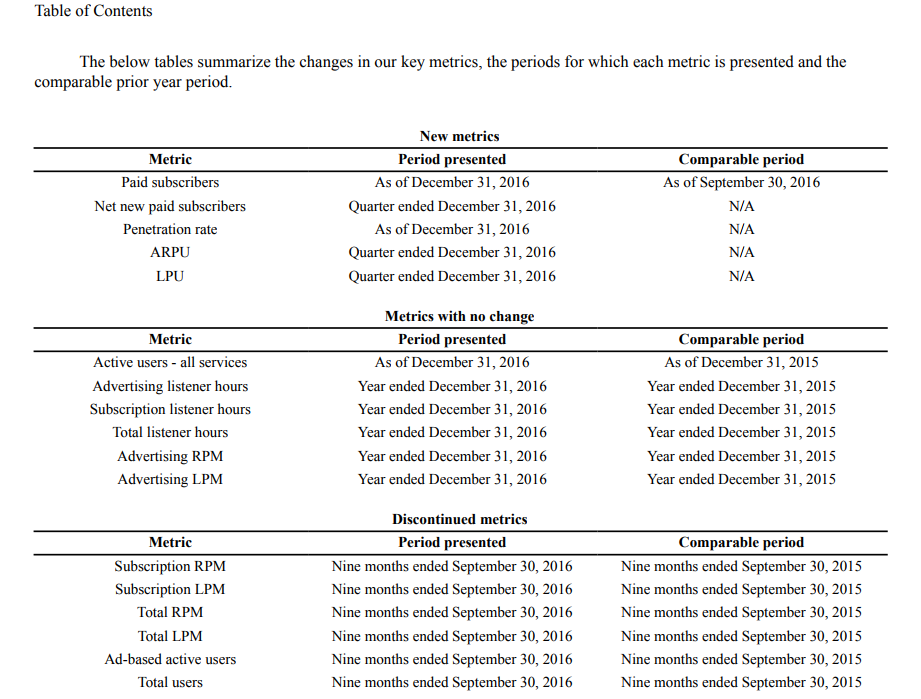 Table of Contents
The below tables summarize the changes in our key metrics, the periods for which each metric is presented and the
comparable prior year period.
New metrics
Metric Period presented Comparable period
Paid subscribers As of December 31, 2016 As of September 30, 2016
Net new paid subscribers Quarter ended December 31, 2016 N/A
Penetration rate As of December 31, 2016 N/A
ARPU Quarter ended December 31, 2016 N/A
LPU Quarter ended December 31, 2016 N/A
Metrics with no change
Metric Period presented Comparable period
Active users - all services As of December 31, 2016 As of December 31, 2015
Advertising listener hours Year ended December 31, 2016 Year ended December 31, 2015
Subscription listener hours Year ended December 31, 2016 Year ended December 31, 2015
Total listener hours Year ended December 31, 2016 Year ended December 31, 2015
Advertising RPM Year ended December 31, 2016 Year ended December 31, 2015
Advertising LPM Year ended December 31, 2016 Year ended December 31, 2015
Discontinued metrics
Metric Period presented Comparable period
Subscription RPM Nine months ended September 30, 2016 Nine months ended September 30, 2015
Subscription LPM Nine months ended September 30, 2016 Nine months ended September 30, 2015
Total RPM Nine months ended September 30, 2016 Nine months ended September 30, 2015
Total LPM Nine months ended September 30, 2016 Nine months ended September 30, 2015
Ad-based active users Nine months ended September 30, 2016 Nine months ended September 30, 2015
Total users Nine months ended September 30, 2016 Nine months ended September 30, 2015